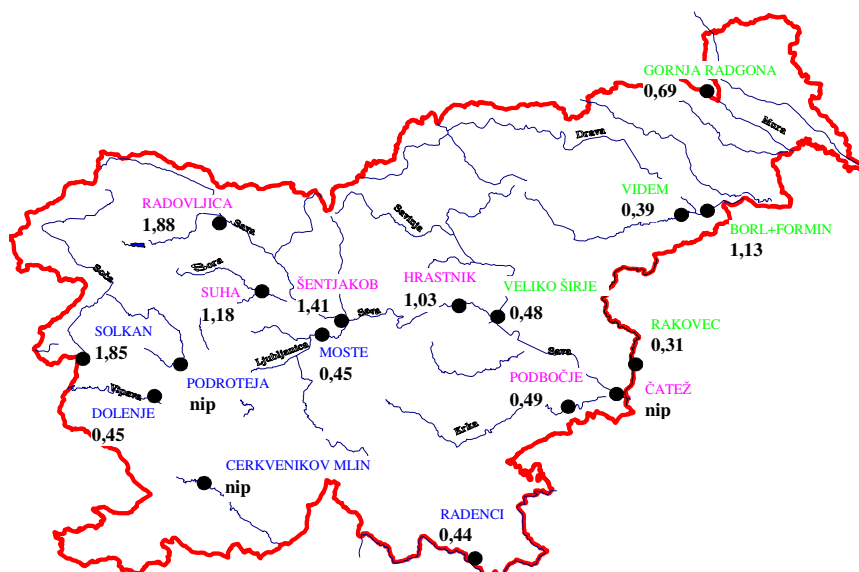 GORNJA RADGONA
0,69
Mura
Drava
VIDEM
0,39
BORL+FORMIN
1,13
RADOVLJICA
1,88
Sava
Savinja
Soča
Sora
SUHA
1,18
ŠENTJAKOB
1,41
Sava
HRASTNIK
1,03
VELIKO ŠIRJE
0,48
SOLKAN
1,85
Ljubljanica
MOSTE
0,45
Sava
RAKOVEC
0,31
PODROTEJA
nip
PODBOČJE
0,49
ČATEŽ
nip
Vipava
DOLENJE
0,45
Krka
CERKVENIKOV MLIN
nip
RADENCI
0,44